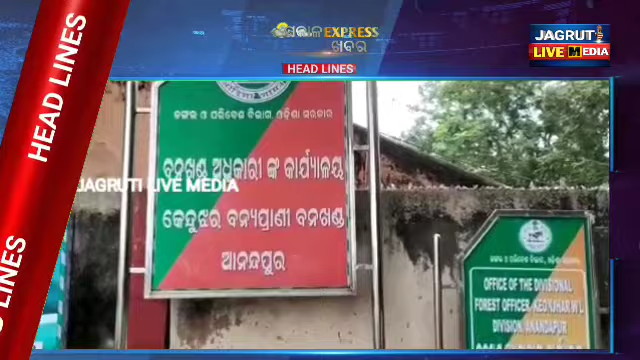 HEAD LINES
ସକାଳ EXPRESS
ଖବର
HEAD LINES
JAGRUTI
LIVE MEDIA
ଜଙ୍ଗଲ ଓ ପରିବେଶ ବିଭାଗ, ଓଡ଼ିଶା ସରକାର
ବନଖଣ୍ଡ ଅଧିକାରୀ ଙ୍କ କାର୍ଯ୍ୟାଳୟ
JAGRUTI LIVE MEDIA
କେନ୍ଦୁଝର ବନ୍ୟପ୍ରାଣୀ ବନଖଣ୍ଡ
ଆନନ୍ଦପୁର
OFFICE OF THE DIVISIONAL
FOREST OFFICER, KEONJHAR W L
DIVISION, ANANDAPUR
LINES